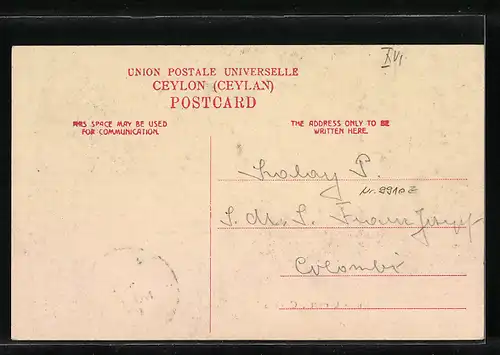 XVI
UNION POSTALE UNIVERSELLE
CEYLON (CEYLAN)
POSTCARD
THIS SPACE MAY BE USED
FOR COMMUNICATION.
THE ADDRESS ONLY TO BE
WRITTEN HERE.
P.
S. Franz Josef
Colombo